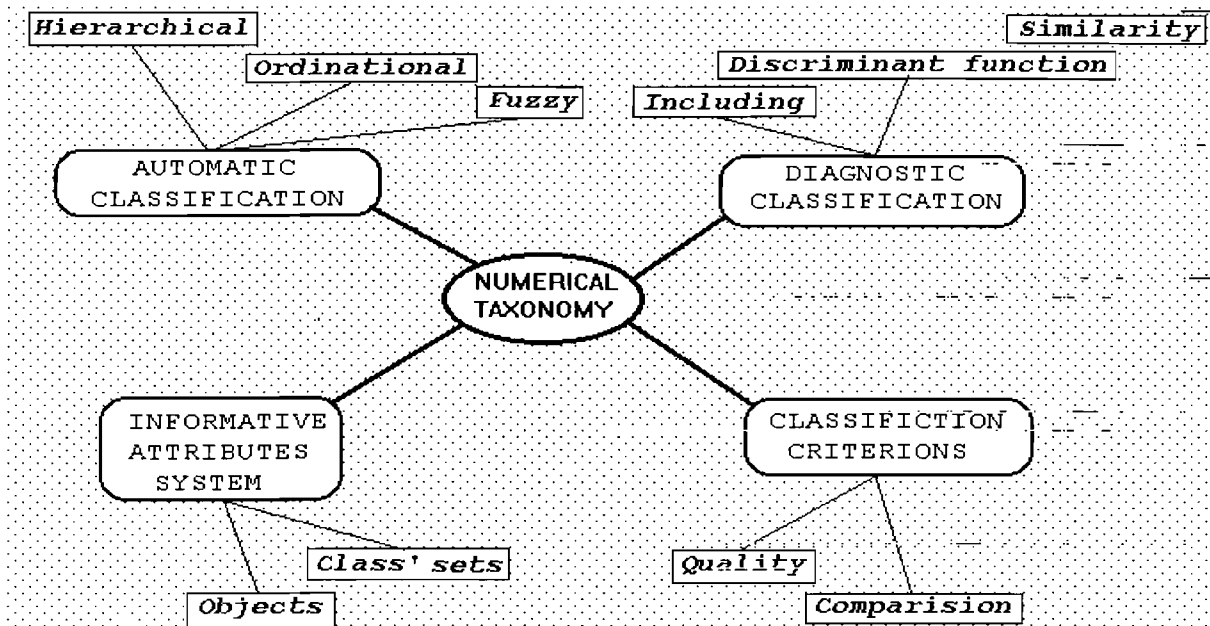 Hierarchical
Ordinational
Fuzzy
AUTOMATIC
CLASSIFICATION
Similarity
Discriminant function
Including
DIAGNOSTIC
CLASSIFICATION
NUMERICAL
TAXONOMY
INFORMATIVE
ATTRIBUTES
SYSTEM
Class' sets
Objects
CLASSIFICTION
CRITERIONS
Quality
Comparision